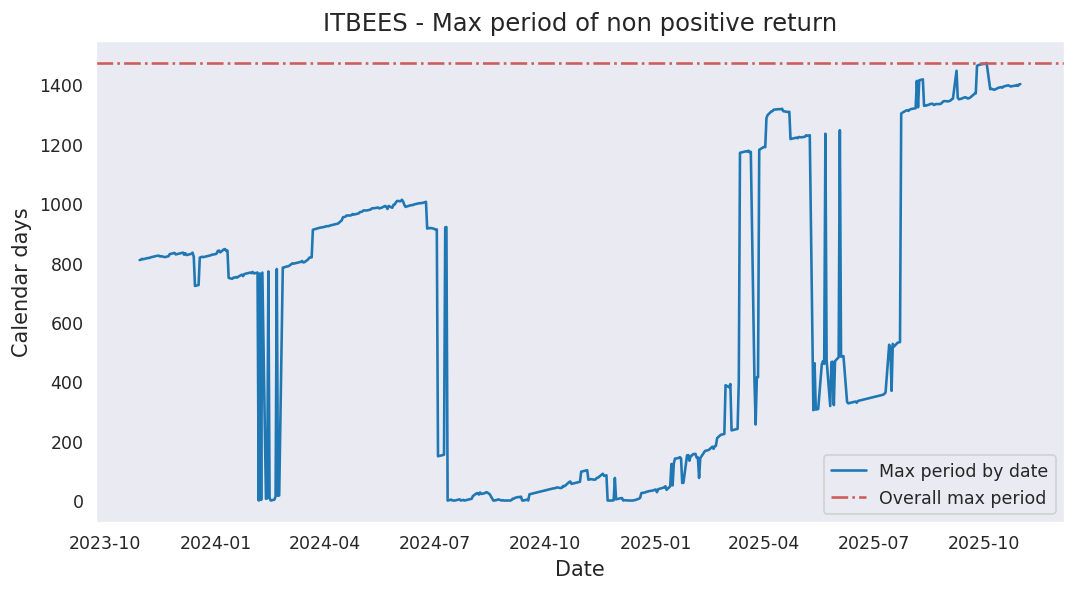 ITBEES - Max period of non positive return
Calendar days
1400
1200
1000
800
600
400
200
0
Max period by date
Overall max period
2023-10 2024-01 2024-04 2024-07 2024-10 2025-01 2025-04 2025-07 2025-10
Date